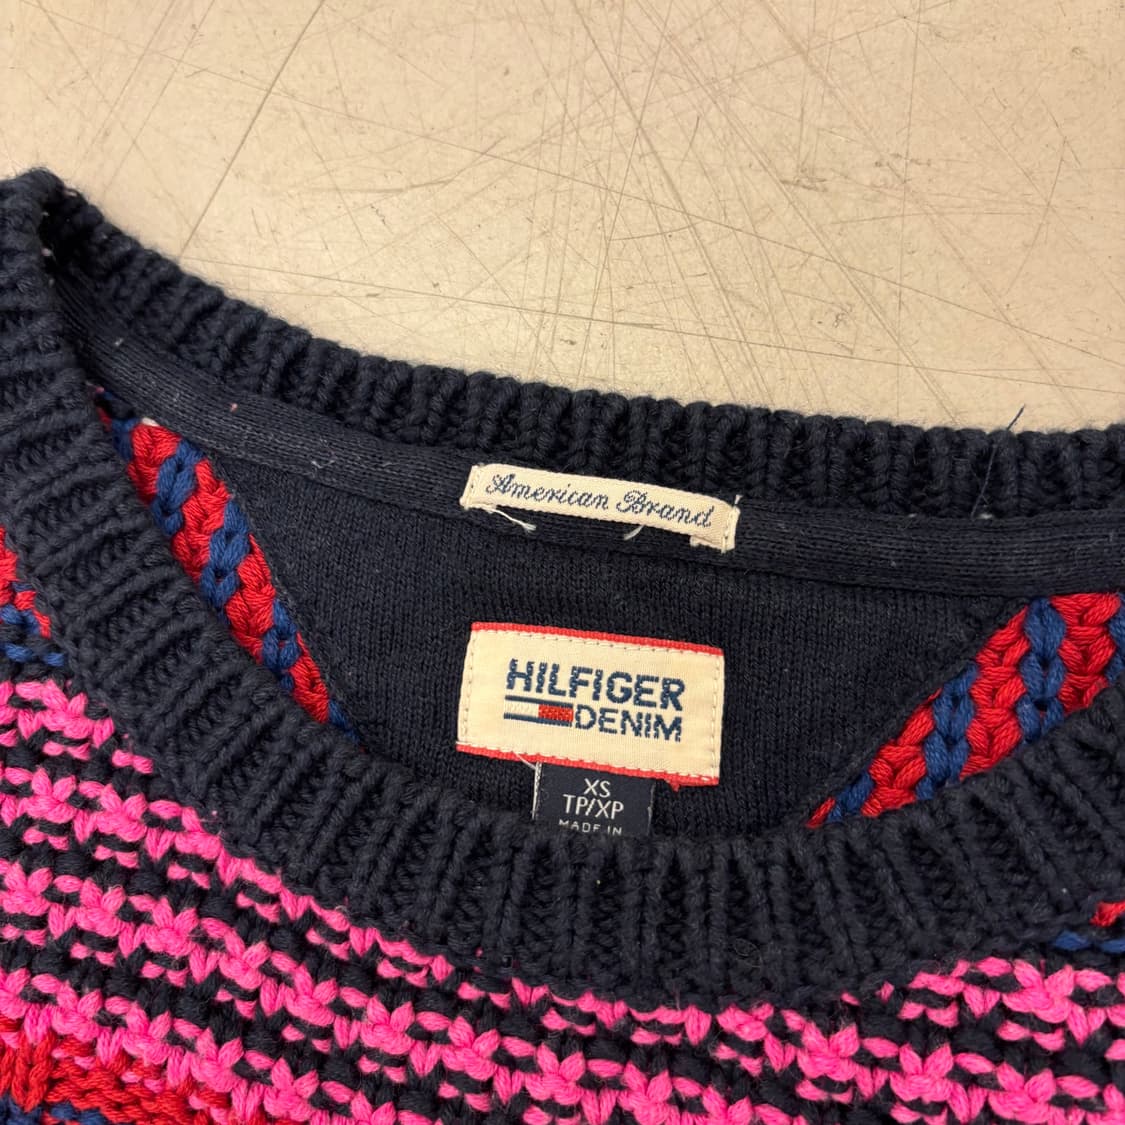 American Brand
HILFIGER
DENIM
XS
TP/XP
MADE IN